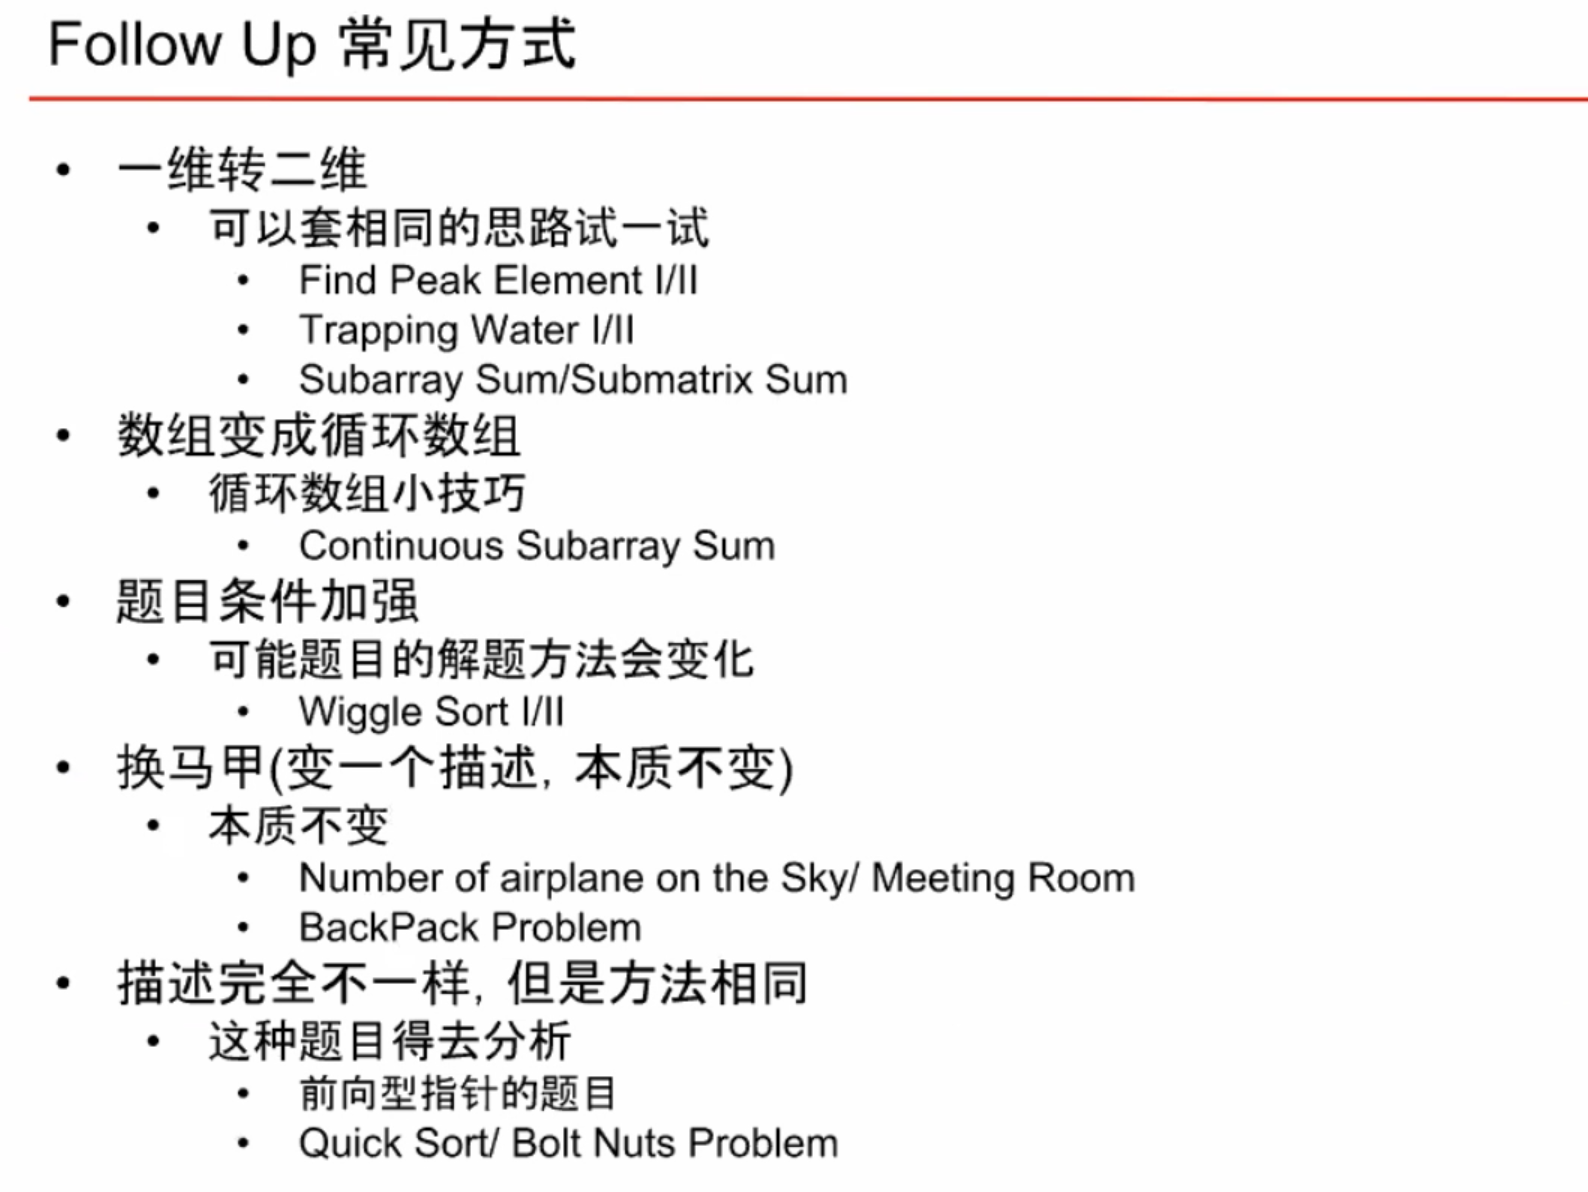 Follow Up 常见方式
• 一维转二维
• 可以套相同的思路试一试
• Find Peak Element I/II
• Trapping Water I/II
• Subarray Sum/Submatrix Sum
• 数组变成循环数组
• 循环数组小技巧
• Continuous Subarray Sum
• 题目条件加强
• 可能题目的解题方法会变化
• Wiggle Sort I/II
• 换马甲(变一个描述, 本质不变)
• 本质不变
• Number of airplane on the Sky/ Meeting Room
• BackPack Problem
• 描述完全不一样, 但是方法相同
• 这种题目得去分析
• 前向型指针的题目
• Quick Sort/ Bolt Nuts Problem